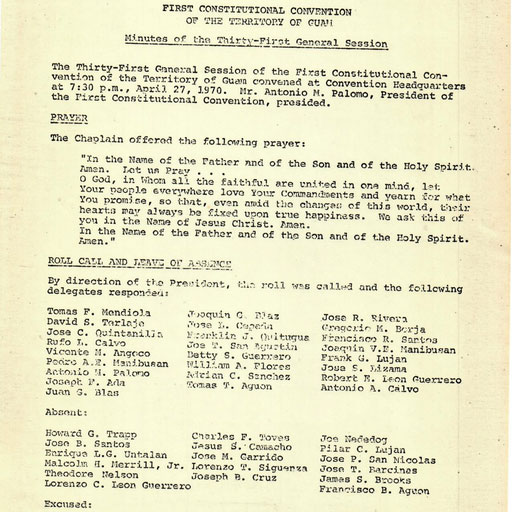 FIRST CONSTITUTIONAL CONVENTION
OF THE TERRITORY OF GUAM
Minutes of the Thirty-First General Session
The Thirty-First General Session of the First Constitutional Con-
vention of the Territory of Guam convened at Convention Headquarters
at 7:30 p.m., April 27, 1970. Mr. Antonio M. Palomo, President of
the First Constitutional Convention, presided.
PRAYER
The Chaplain offered the following prayer:
"In the Name of the Father and of the Son and of the Holy Spirit.
Amen. Let us Pray . . .
O God, in Whom all the faithful are united in one mind, let
Your people everywhere love Your Commandments and yearn for what
You promise, so that, even amid the changes of this world, their
hearts may always be fixed upon true happiness. We ask this of
you in the Name of Jesus Christ. Amen.
In the Name of the Father and of the Son and of the Holy Spirit.
Amen."
ROLL CALL AND LEAVE OF ABSENCE
By direction of the President, the roll was called and the following
delegates responded:
Tomas F. Mendiola Joaquin G. Blaz Jose R. Rivera
David S. Terlaje Jose L. Cepeda Gregorio M. Borja
Jose C. Quintanilla Franklin J. Quitugua Francisco R. Santos
Rufo L. Calvo Joe T. San Agustin Joaquin V.E. Manibusan
Vicente M. Angoco Betty S. Guerrero Frank G. Lujan
Pedro A.E. Manibusan William A. Flores Jose S. Lizama
Antonio M. Palomo Adrian C. Sanchez Robert E. Leon Guerrero
Joseph F. Ada Tomas T. Aguon Antonio A. Calvo
Juan G. Blas
Absent:
Howard G. Trapp Charles F. Toves Joe Nededog
Jose B. Santos Jesus S. Camacho Pilar C. Lujan
Enrique L.G. Untalan Jose M. Garrido Jose P. San Nicolas
Malcolm H. Merrill, Jr. Lorenzo T. Siguenza Jose T. Barcinas
Theodore Nelson Joseph B. Cruz James S. Brooks
Lorenzo C. Leon Guerrero Francisco B. Aguon
Excused: